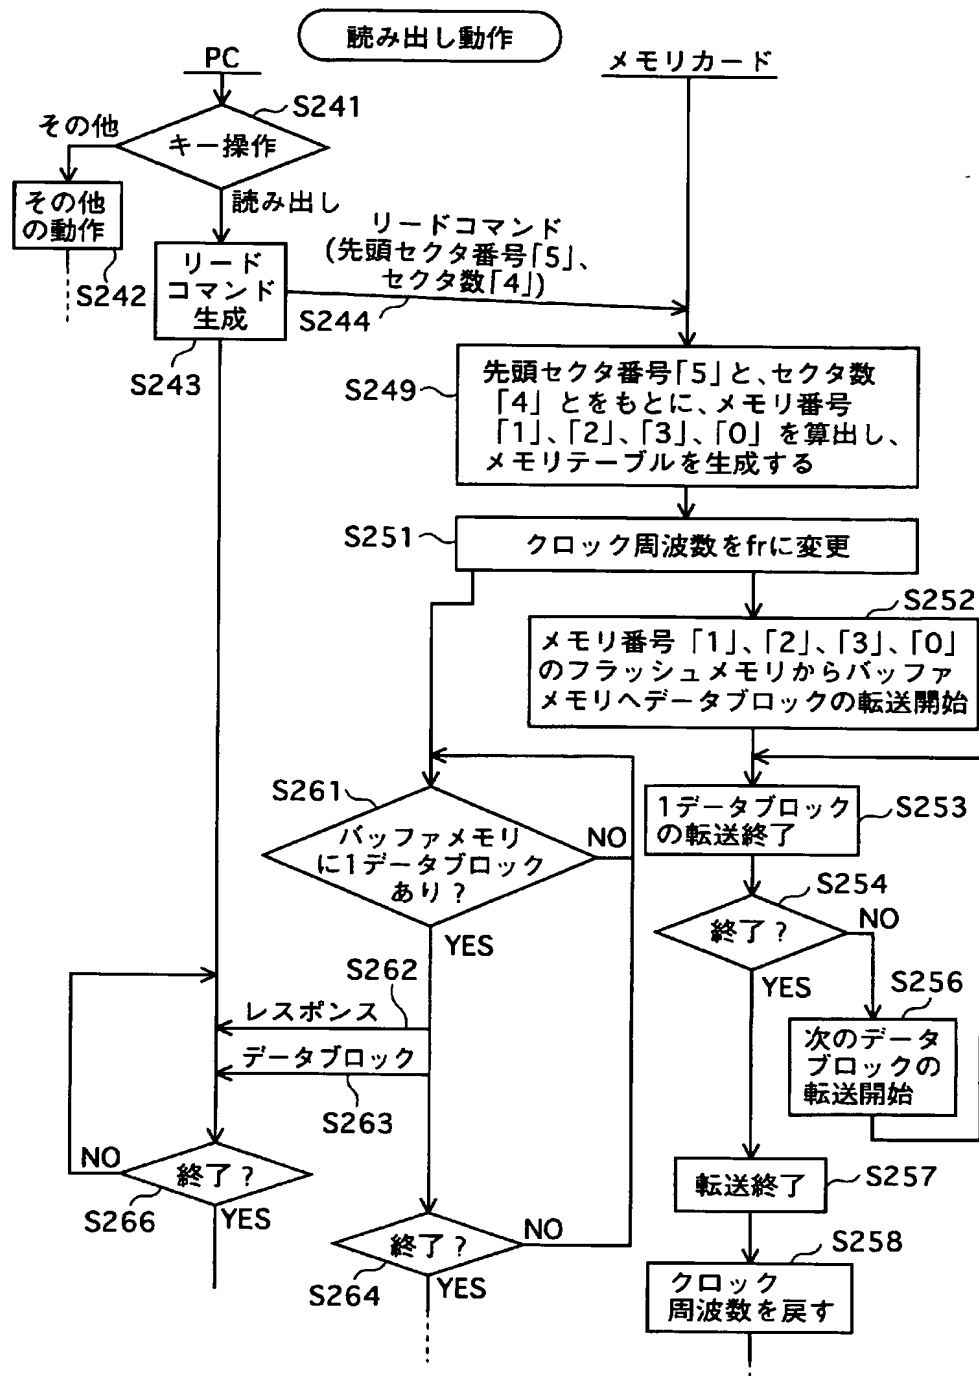 読み出し動作
PC
メモリカード
S241
その他
キー操作
その他
の動作
読み出し
リードコマンド
(先頭セクタ番号「5」、
セクタ数「4」)
S242
リード
コマンド
生成
S244
S243
S249
先頭セクタ番号「5」と、セクタ数
「4」とをもとに、メモリ番号
「1」、「2」、「3」、「0」を算出し、
メモリテーブルを生成する
S251
クロック周波数をfrに変更
S252
メモリ番号「1」、「2」、「3」、「0」
のフラッシュメモリからバッファ
メモリへデータブロックの転送開始
S261
バッファメモリ
に1データブロック
あり?
NO
YES
1データブロック
の転送終了
S253
S254
終了?
NO
YES
S262
レスポンス
データブロック
S263
S256
次のデータ
ブロックの
転送開始
NO
終了?
S266
YES
転送終了
S257
終了?
NO
S264
YES
S258
クロック
周波数を戻す